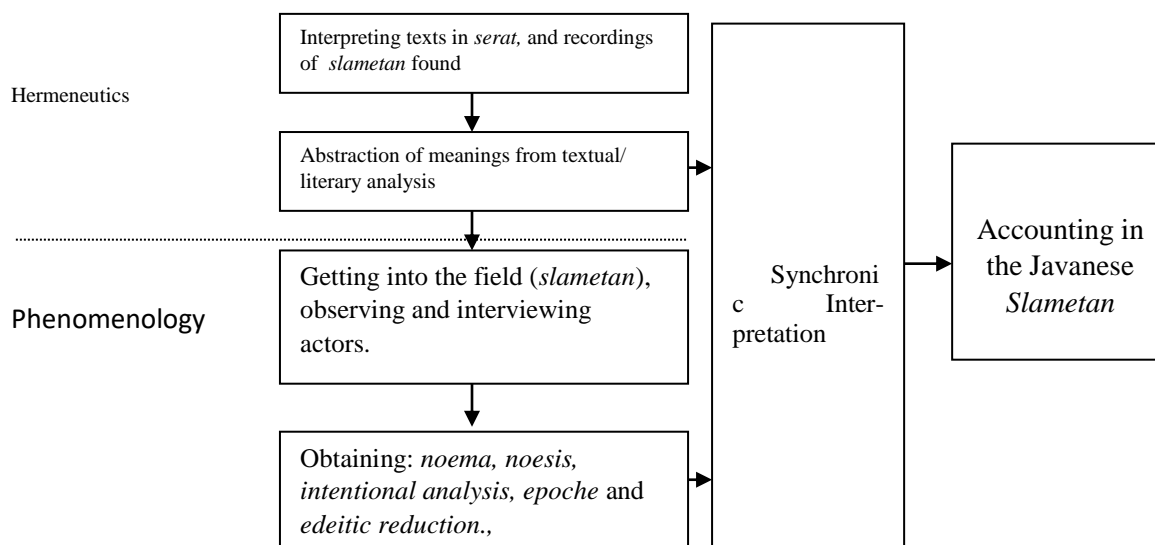 Hermeneutics
Interpreting texts in serat, and recordings
of slametan found
Abstraction of meanings from textual/
literary analysis
Phenomenology
Getting into the field (slametan),
observing and interviewing
actors.
Obtaining: noema, noesis,
intentional analysis, epoche and
edeitic reduction.,
Synchroni
c Inter-
pretation
Accounting in
the Javanese
Slametan